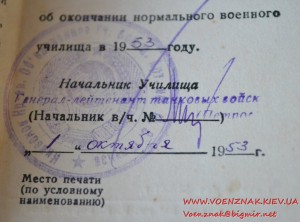 об окончании нормального военного
училища в 1953 году.
Начальник Училища
Генерал-лейтенант танковых войск
(Начальник в/ч. №
„1“ октября 1953 г.
Место печати
(по условному
наименованию)
WWW.VOENZNAK.KIEV.UA
Voenznak@bigmir.net